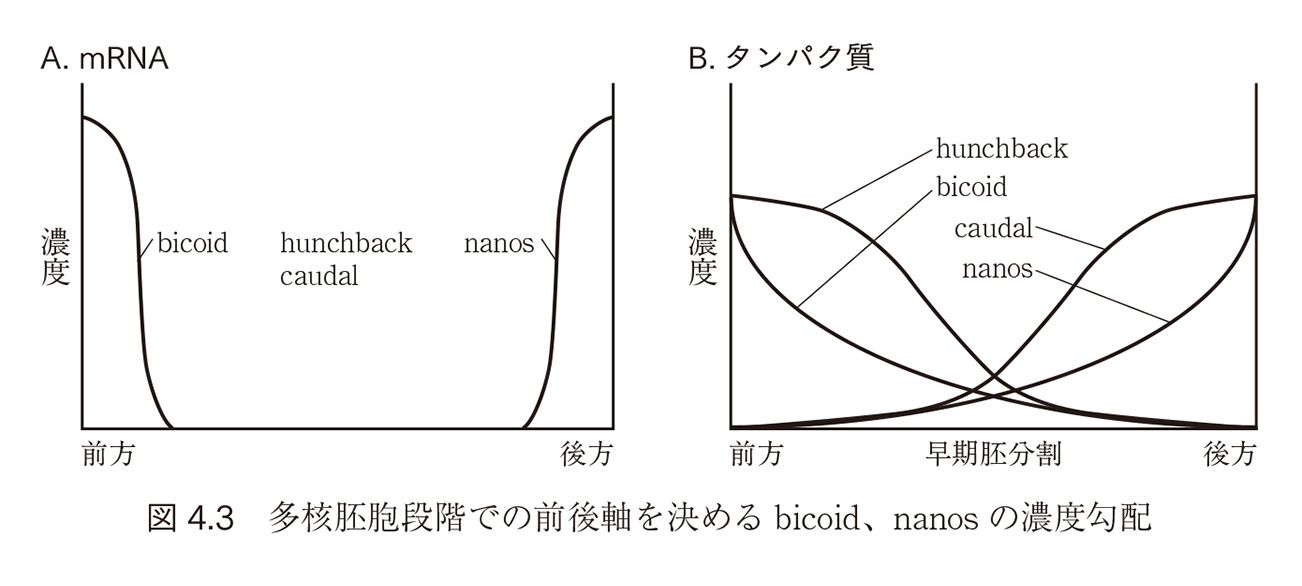 A. mRNA
濃度
bicoid
hunchback
caudal
nanos
前方
後方
B. タンパク質
濃度
hunchback
bicoid
caudal
nanos
前方
早期胚分割
後方
図 4.3　多核胚胞段階での前後軸を決める bicoid、nanos の濃度勾配